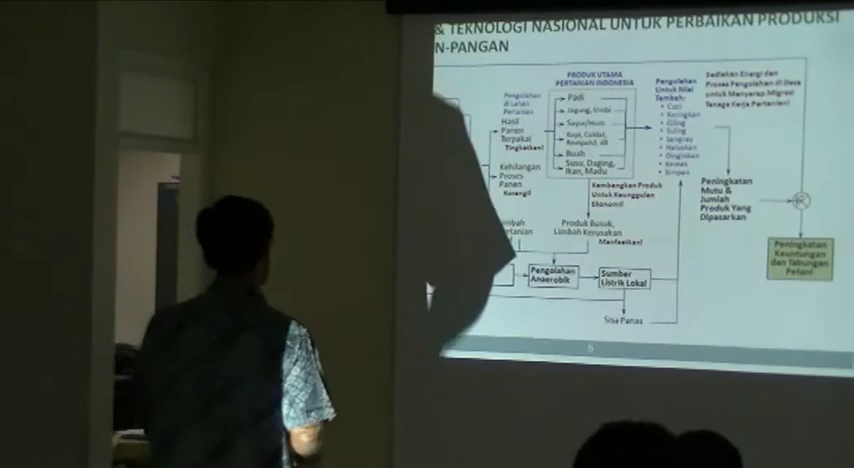 & TEKNOLOGI NASIONAL UNTUK PERBAIKAN PRODUKSI
N-PANGAN
PRODUK UTAMA
PERTANIAN INDONESIA
Padi
Jagung, Umbi
Sayur/Horti
Kopi, Coklat,
Rempah2, dll
Buah
Susu, Daging,
Ikan, Madu
Pengolahan
di Lahan
Pertanian
Hasil
Panen
Terpakai
Tingkatkan!
Kehilangan
Proses
Panen
Kurangi!
Pengolahan
Untuk Nilai
Tambah:
• Cuci
• Keringkan
• Giling
• Suling
• Sangray
• Haluskan
• Dinginkan
• Kemas
• Simpan
Sediakan Energi dan
Proses Pengolahan di Desa
untuk Menyerap Migrasi
Tenaga Kerja Pertanian!
Kembangkan Produk
Untuk Keunggulan
Ekonomi!
Peningkatan
Mutu &
Jumlah
Produk Yang
Dipasarkan
mbah
ertanian
Produk Busuk,
Limbah Kerusakan
Manfaatkan!
Peningkatan
Keuntungan
dan Tabungan
Petani
Pengolahan
Anaerobik
Sumber
Listrik Lokal
Sisa Panas
5